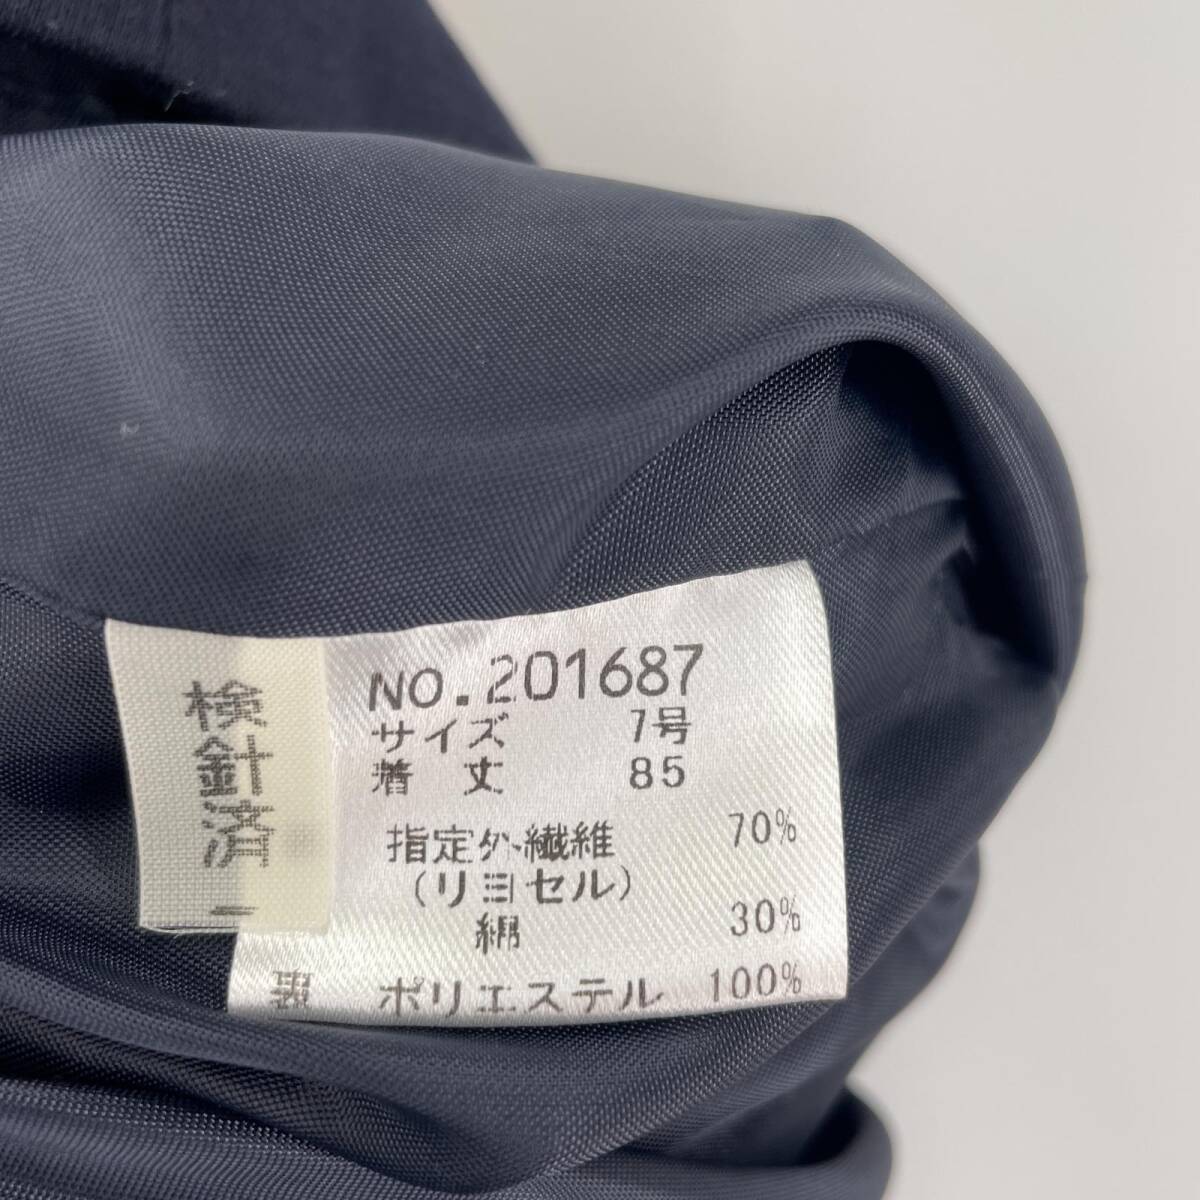 検針済
NO.201687
サイズ 7号
着丈 85
指定外繊維 70%
(リヨセル)
絹 30%
裏 ポリエステル 100%